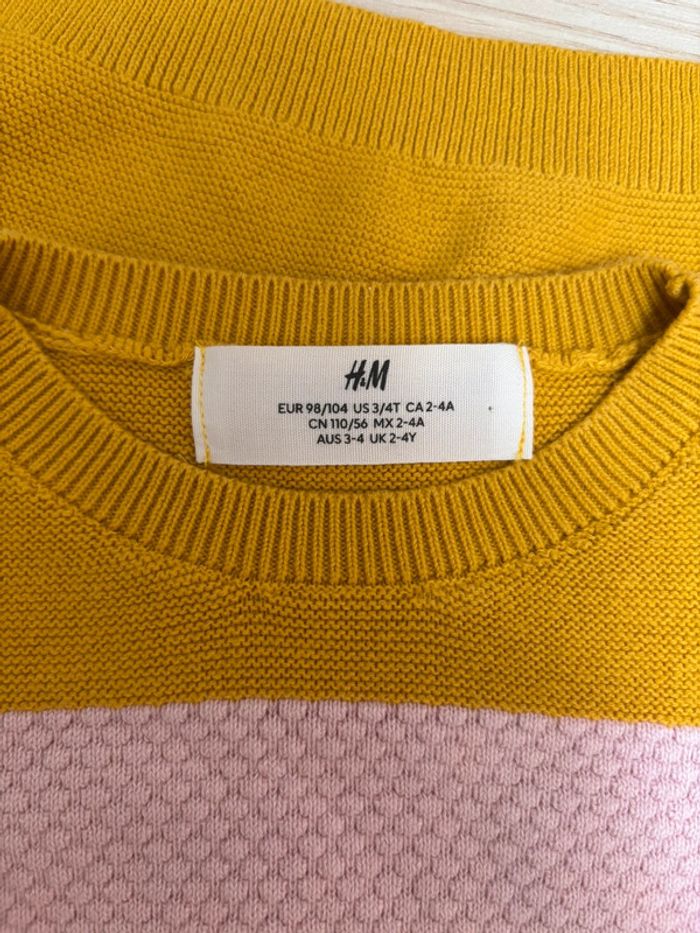 H&M
EUR 98/104 US 3/4T CA 2-4A
CN 110/56 MX 2-4A
AUS 3-4 UK 2-4Y